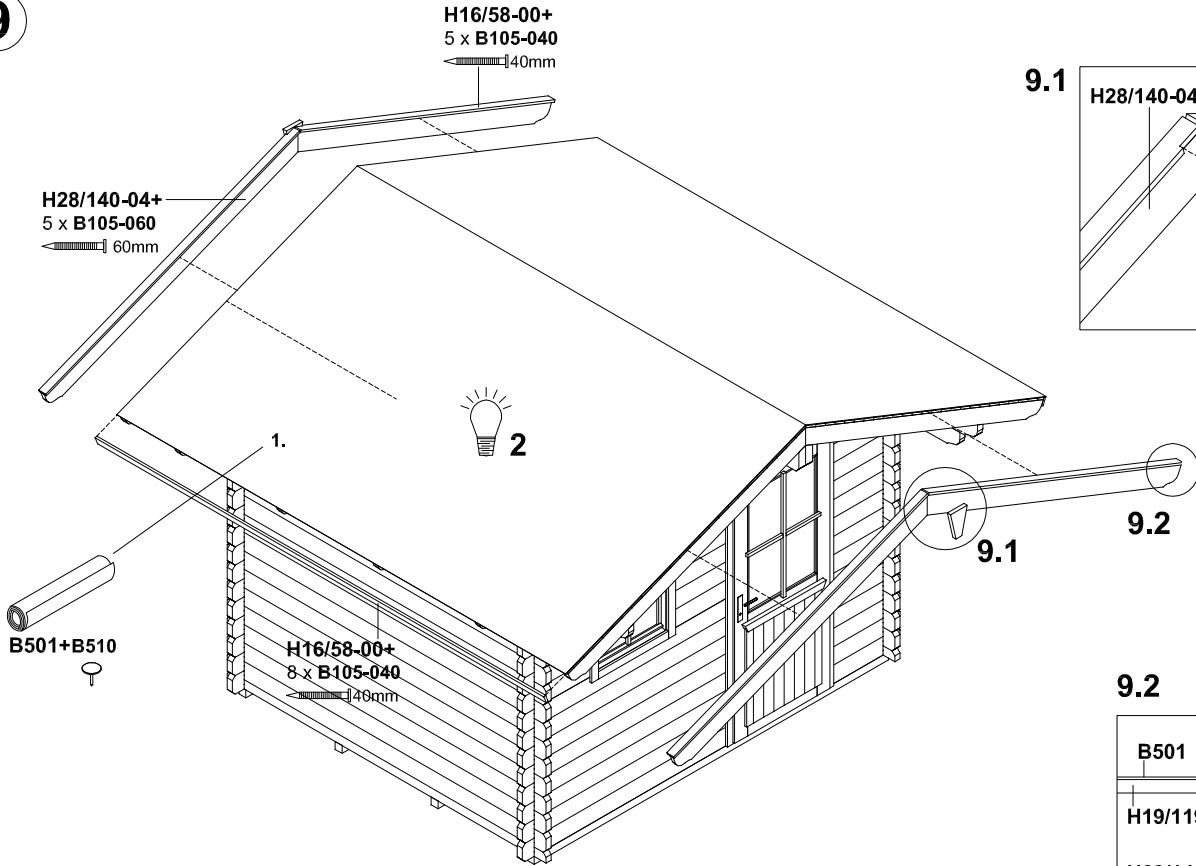 9
H16/58-00+
5 x B105-040
40mm
H28/140-04+
5 x B105-060
60mm
1.
2
B501+B510
H16/58-00+
8 x B105-040
40mm
9.1
9.2
9.1
H28/140-04
9.2
B501
H19/119